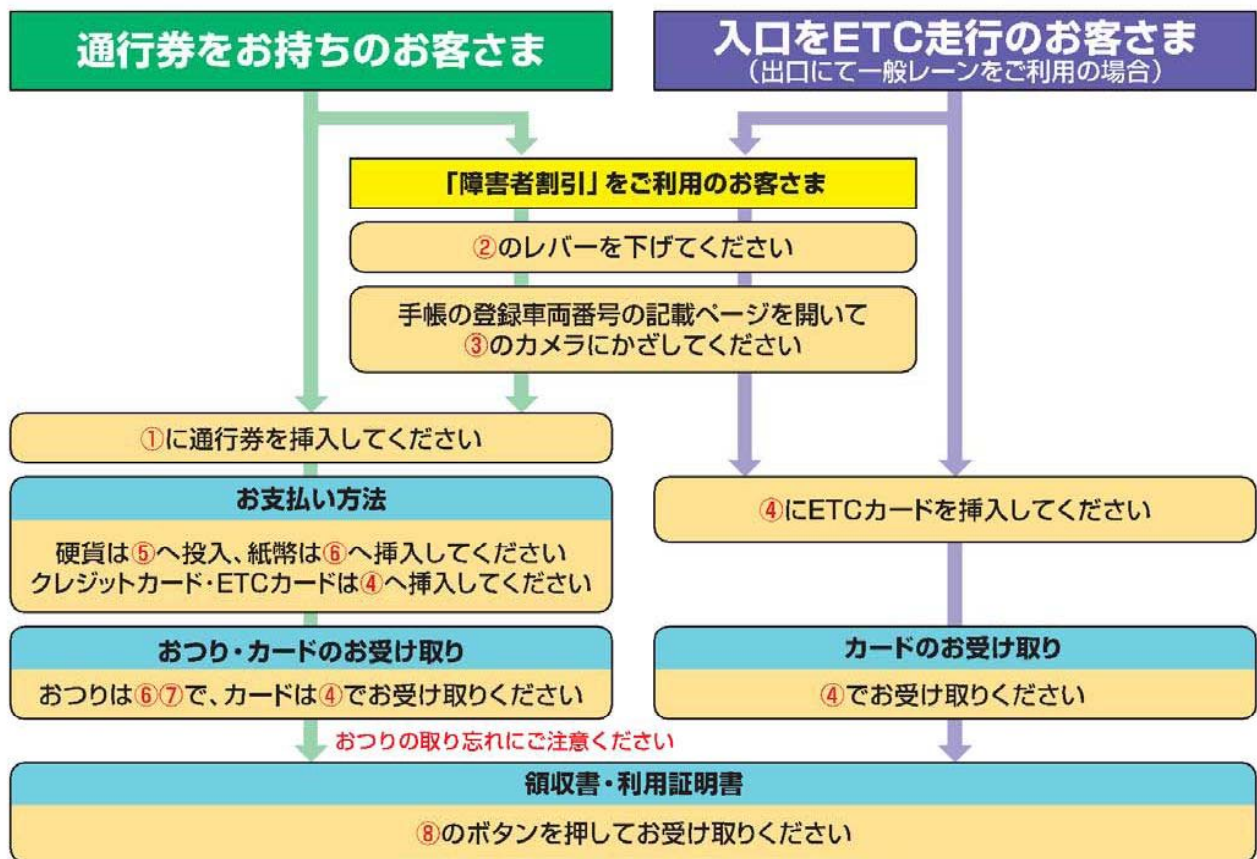 通行券をお持ちのお客さま
入口をETC走行のお客さま
（出口にて一般レーンをご利用の場合）
「障害者割引」をご利用のお客さま
②のレバーを下げてください
手帳の登録車両番号の記載ページを開いて
③のカメラにかざしてください
①に通行券を挿入してください
お支払い方法
硬貨は⑤へ投入、紙幣は⑥へ挿入してください
クレジットカード・ETCカードは④へ挿入してください
④にETCカードを挿入してください
おつり・カードのお受け取り
おつりは⑥⑦で、カードは④でお受け取りください
カードのお受け取り
④でお受け取りください
おつりの取り忘れにご注意ください
領収書・利用証明書
⑧のボタンを押してお受け取りください